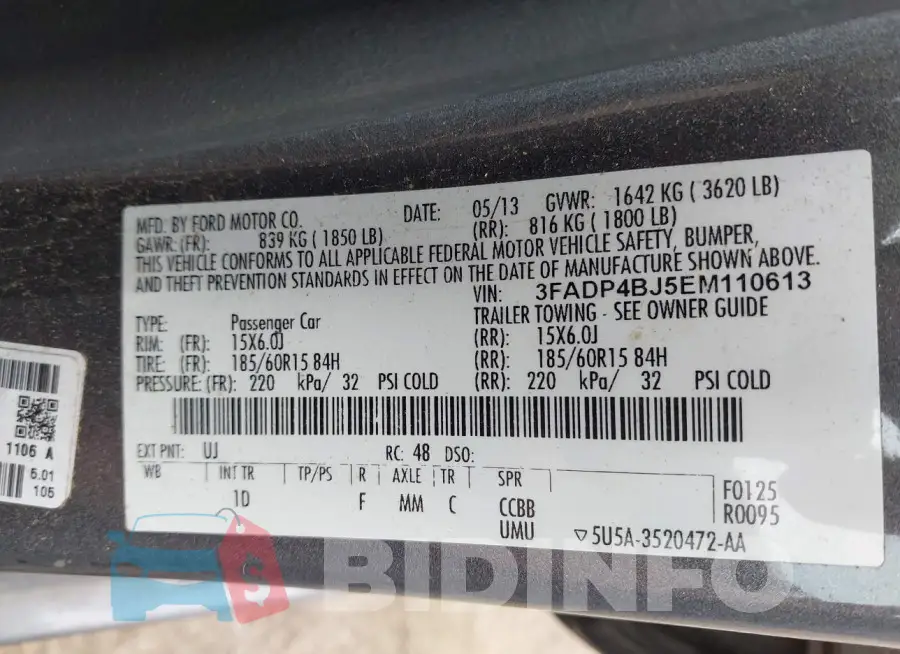 MFD. BY FORD MOTOR CO. DATE: 05/13 GVWR: 1642 KG ( 3620 LB)
GAWR: (FR): 839 KG ( 1850 LB) (RR): 816 KG ( 1800 LB)
THIS VEHICLE CONFORMS TO ALL APPLICABLE FEDERAL MOTOR VEHICLE SAFETY, BUMPER,
AND THEFT PREVENTION STANDARDS IN EFFECT ON THE DATE OF MANUFACTURE SHOWN ABOVE.
VIN: 3FADP4BJ5EM110613
TRAILER TOWING - SEE OWNER GUIDE
TYPE: Passenger Car
RIM: (FR): 15X6.0J (RR): 15X6.0J
TIRE: (FR): 185/60R15 84H (RR): 185/60R15 84H
PRESSURE: (FR): 220 kPa/ 32 PSI COLD (RR): 220 kPa/ 32 PSI COLD
EXT PNT: UJ RC: 48 DSO:
WB INT TR TP/PS R AXLE TR SPR
1D F MM C CCBB
UMU
F0125
R0095
5U5A-3520472-AA
1106 A
5.01
105
BIDINFO
$